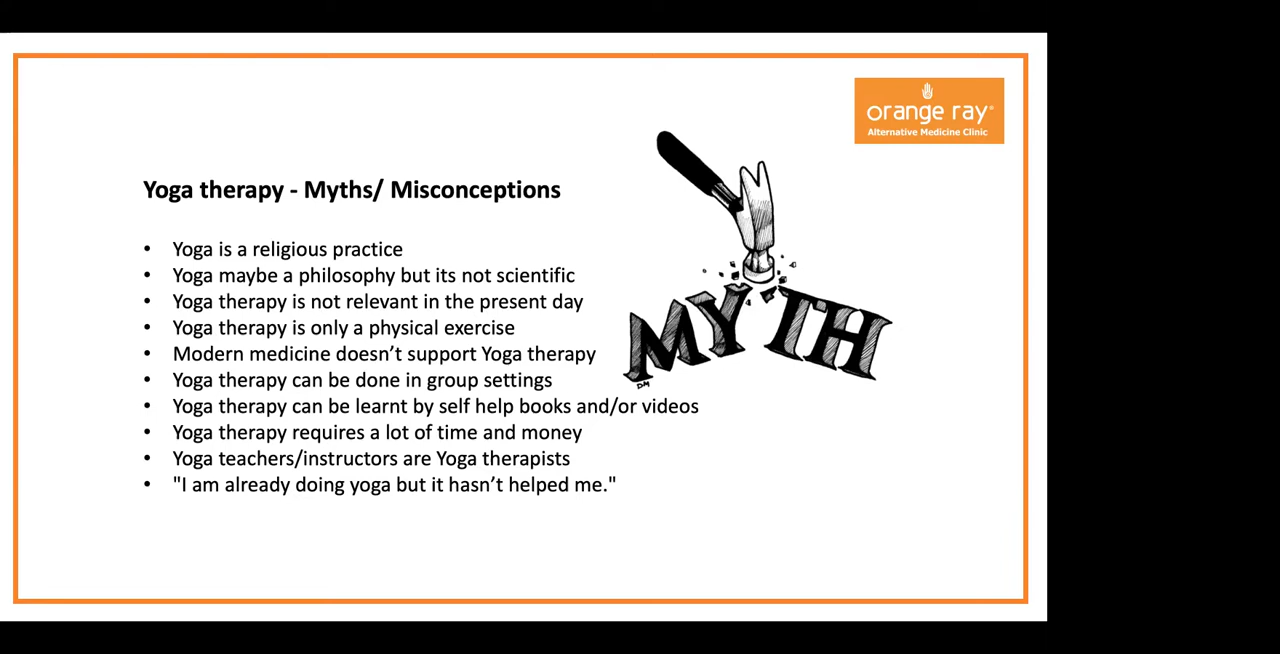 orange ray®
Alternative Medicine Clinic
Yoga therapy - Myths/ Misconceptions
• Yoga is a religious practice
• Yoga maybe a philosophy but its not scientific
• Yoga therapy is not relevant in the present day
• Yoga therapy is only a physical exercise
• Modern medicine doesn't support Yoga therapy
• Yoga therapy can be done in group settings
• Yoga therapy can be learnt by self help books and/or videos
• Yoga therapy requires a lot of time and money
• Yoga teachers/instructors are Yoga therapists
• "I am already doing yoga but it hasn't helped me."
MYTH